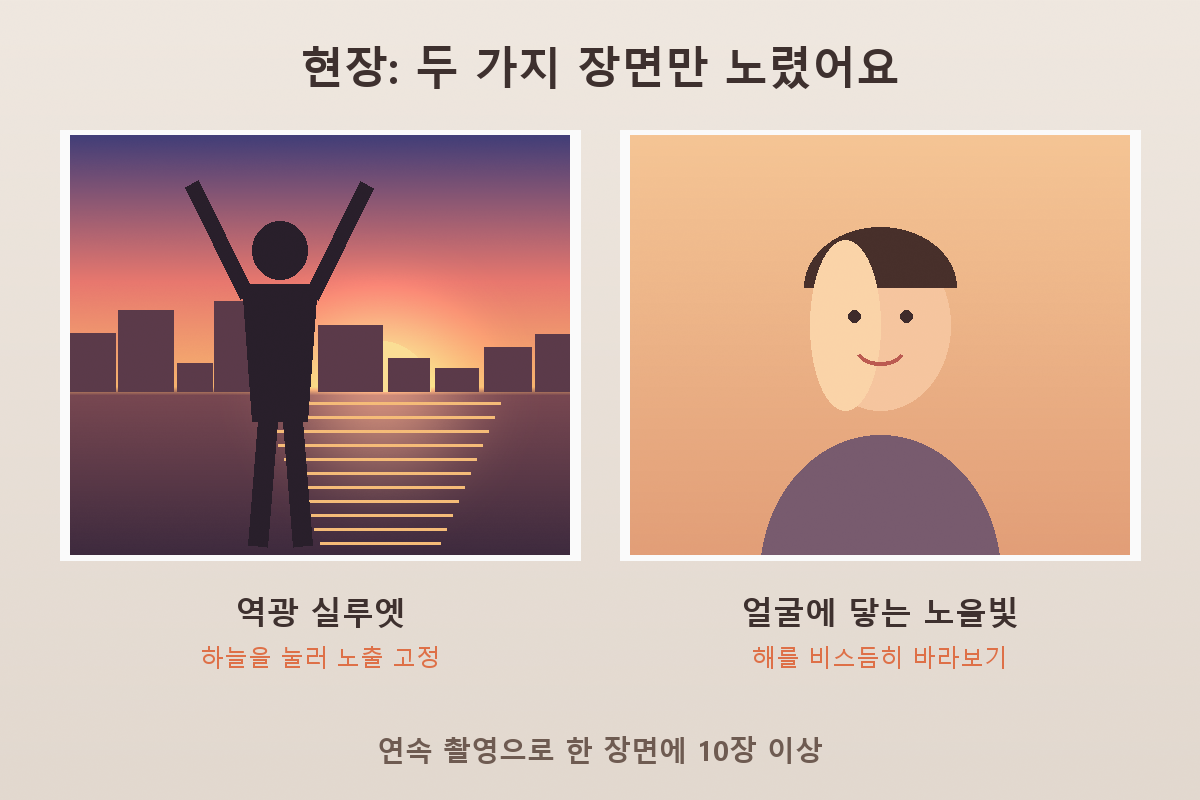 현장: 두 가지 장면만 노렸어요
역광 실루엣
하늘을 눌러 노출 고정
얼굴에 닿는 노을빛
해를 비스듬히 바라보기
연속 촬영으로 한 장면에 10장 이상